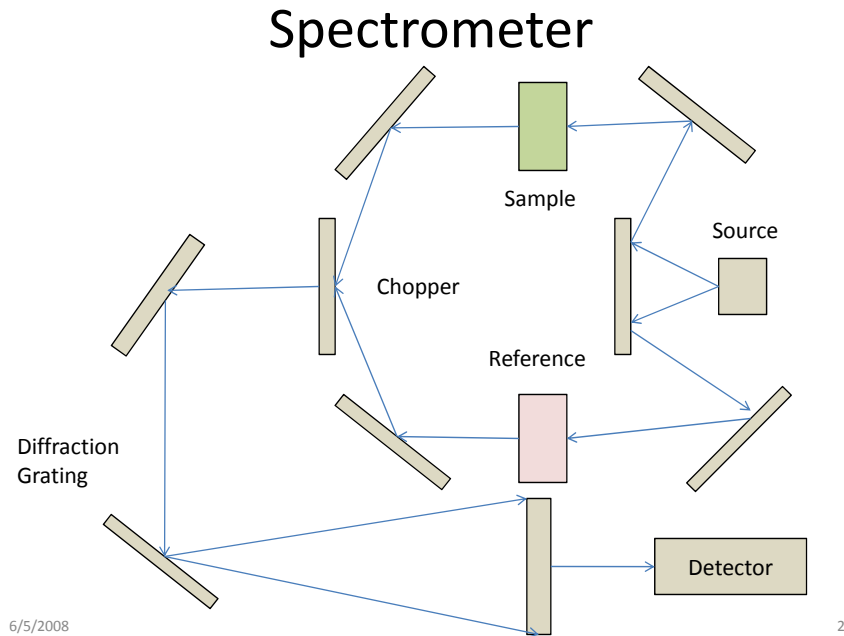 Spectrometer
Sample
Source
Chopper
Reference
Diffraction
Grating
Detector
6/5/2008
2